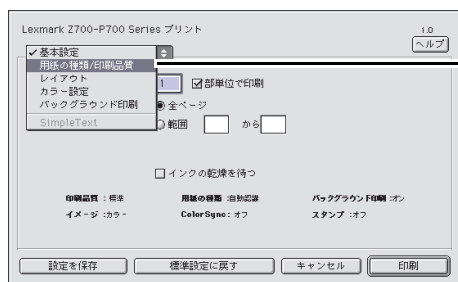 Lexmark Z700-P700 Series プリント
1.0
ヘルプ
✓基本設定
用紙の種類/印刷品質
レイアウト
カラー設定
バックグラウンド印刷
SimpleText
1 部単位で印刷
全ページ
範囲 から
インクの乾燥を待つ
印刷品質：標準 用紙の種類：自動認識 バックグラウンド印刷：オン
イメージ：カラー ColorSync：オフ スタンプ：オフ
設定を保存 標準設定に戻す キャンセル 印刷